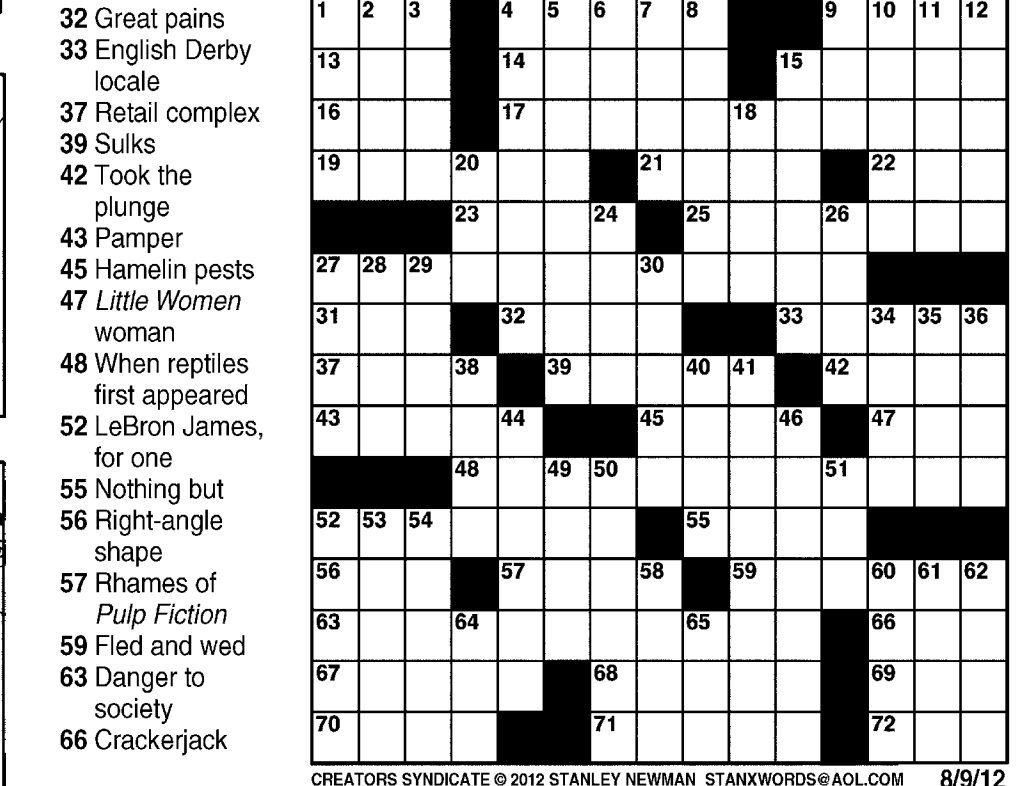 32 Great pains
33 English Derby
locale
37 Retail complex
39 Sulks
42 Took the
plunge
43 Pamper
45 Hamelin pests
47 Little Women
woman
48 When reptiles
first appeared
52 LeBron James,
for one
55 Nothing but
56 Right-angle
shape
57 Rhames of
Pulp Fiction
59 Fled and wed
63 Danger to
society
66 Crackerjack
1 2 3 4 5 6 7 8 9 10 11 12
13 14 15
16 17 18
19 20 21 22
23 24 25 26
27 28 29 30
31 32 33 34 35 36
37 38 39 40 41 42
43 44 45 46 47
48 49 50 51
52 53 54 55
56 57 58 59 60 61 62
63 64 65 66
67 68 69
70 71 72
CREATORS SYNDICATE © 2012 STANLEY NEWMAN STANXWORDS@AOL.COM 8/9/12